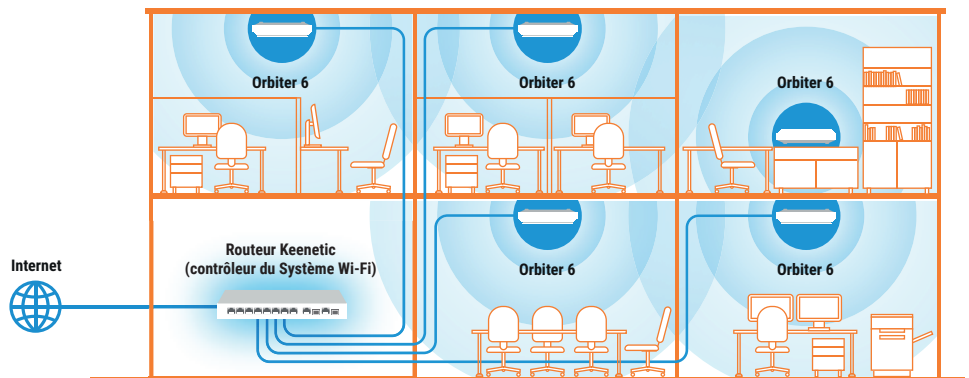 Orbiter 6
Orbiter 6
Orbiter 6
Internet
Routeur Keenetic
(contrôleur du Système Wi-Fi)
Orbiter 6
Orbiter 6